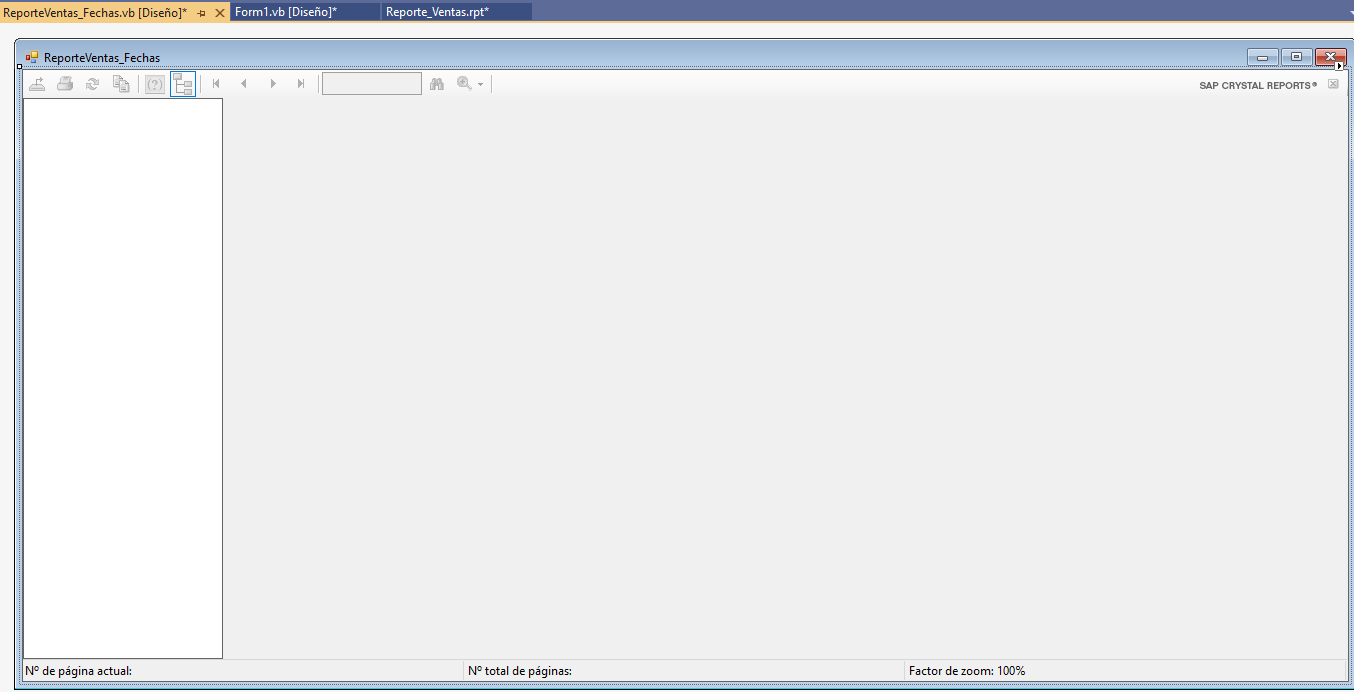 ReporteVentas_Fechas.vb [Diseño]* Form1.vb [Diseño]* Reporte_Ventas.rpt*
ReporteVentas_Fechas
SAP CRYSTAL REPORTS®
Nº de página actual: Nº total de páginas: Factor de zoom: 100%